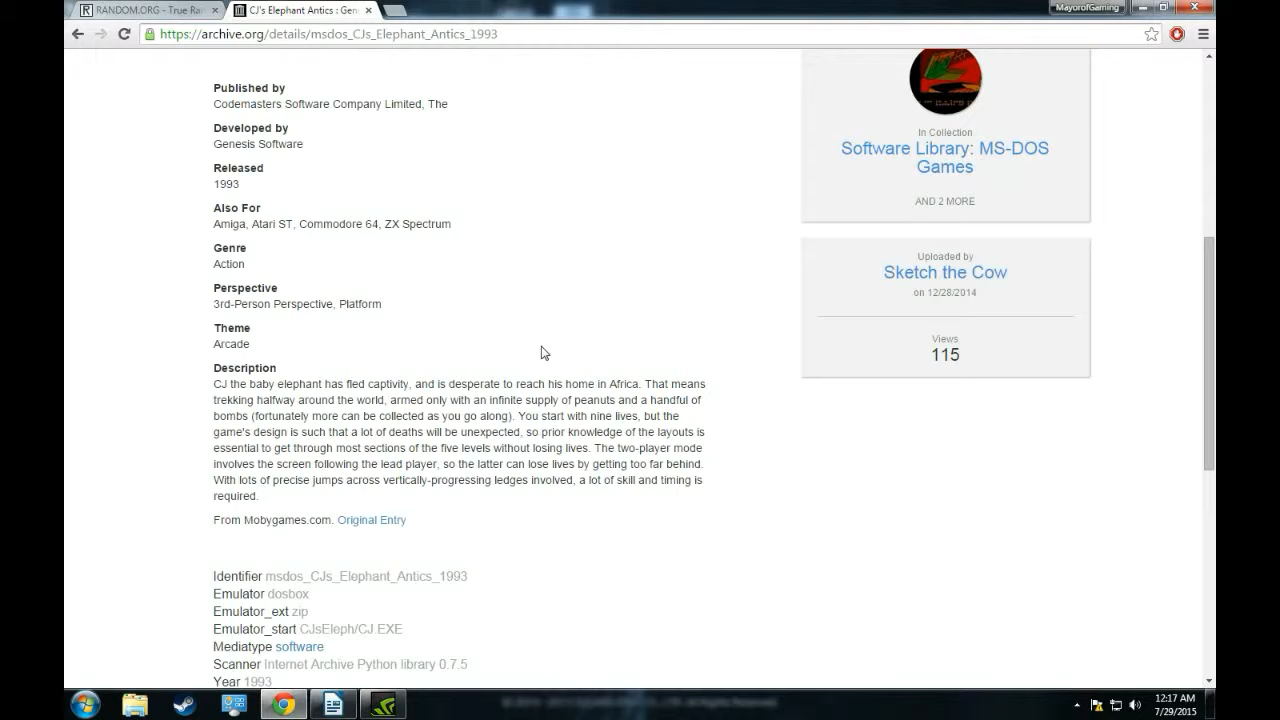 RANDOM.ORG - True Ra
CJ's Elephant Antics : Gen
MayorofGaming
https://archive.org/details/msdos_CJs_Elephant_Antics_1993
Published by
Codemasters Software Company Limited, The
Developed by
Genesis Software
Released
1993
Also For
Amiga, Atari ST, Commodore 64, ZX Spectrum
Genre
Action
Perspective
3rd-Person Perspective, Platform
Theme
Arcade
Description
CJ the baby elephant has fled captivity, and is desperate to reach his home in Africa. That means
trekking halfway around the world, armed only with an infinite supply of peanuts and a handful of
bombs (fortunately more can be collected as you go along). You start with nine lives, but the
game's design is such that a lot of deaths will be unexpected, so prior knowledge of the layouts is
essential to get through most sections of the five levels without losing lives. The two-player mode
involves the screen following the lead player, so the latter can lose lives by getting too far behind.
With lots of precise jumps across vertically-progressing ledges involved, a lot of skill and timing is
required.
From Mobygames.com. Original Entry
Identifier msdos_CJs_Elephant_Antics_1993
Emulator dosbox
Emulator_ext zip
Emulator_start CJsEleph/CJ.EXE
Mediatype software
Scanner Internet Archive Python library 0.7.5
Year 1993
In Collection
Software Library: MS-DOS
Games
AND 2 MORE
Uploaded by
Sketch the Cow
on 12/28/2014
Views
115
12:17 AM
7/29/2015